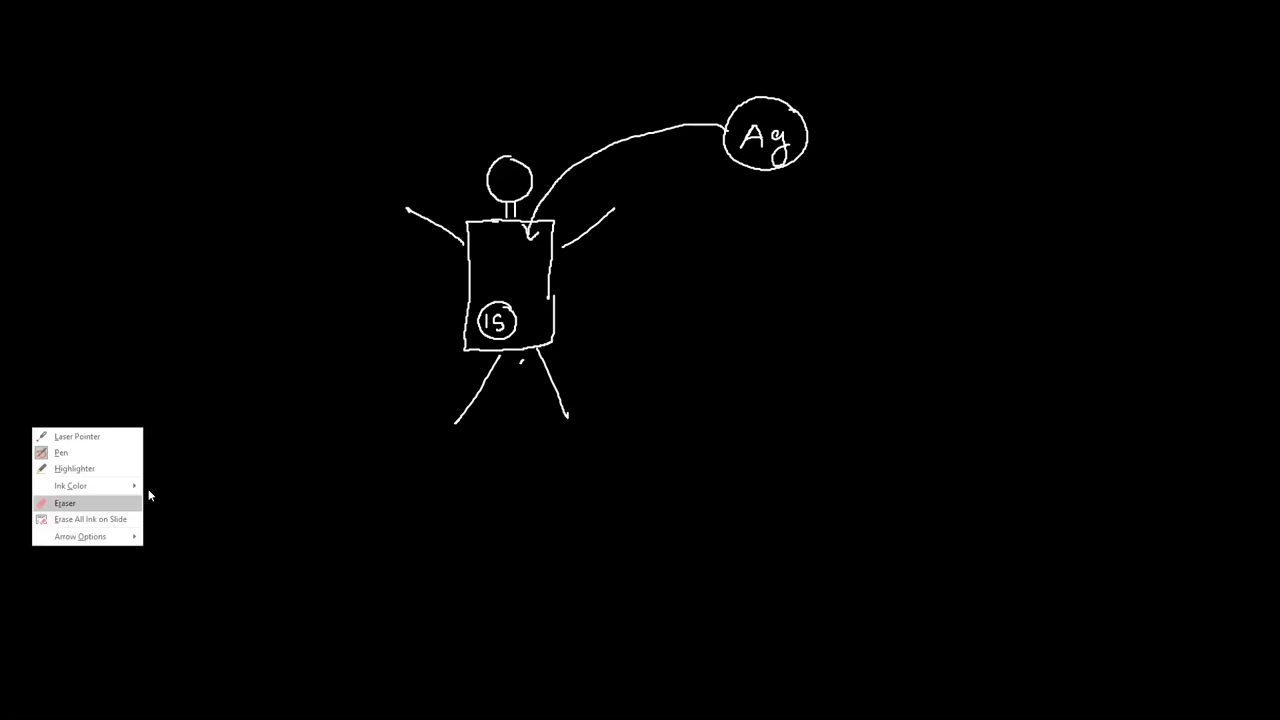 Ag
IS
Laser Pointer
Pen
Highlighter
Ink Color
Eraser
Erase All Ink on Slide
Arrow Options